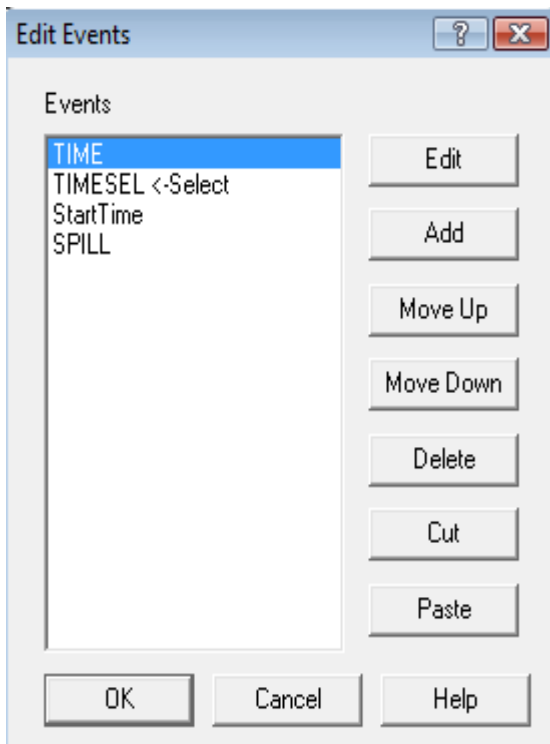 Edit Events
Events
TIME
TIMESEL <-Select
StartTime
SPILL
Edit
Add
Move Up
Move Down
Delete
Cut
Paste
OK
Cancel
Help